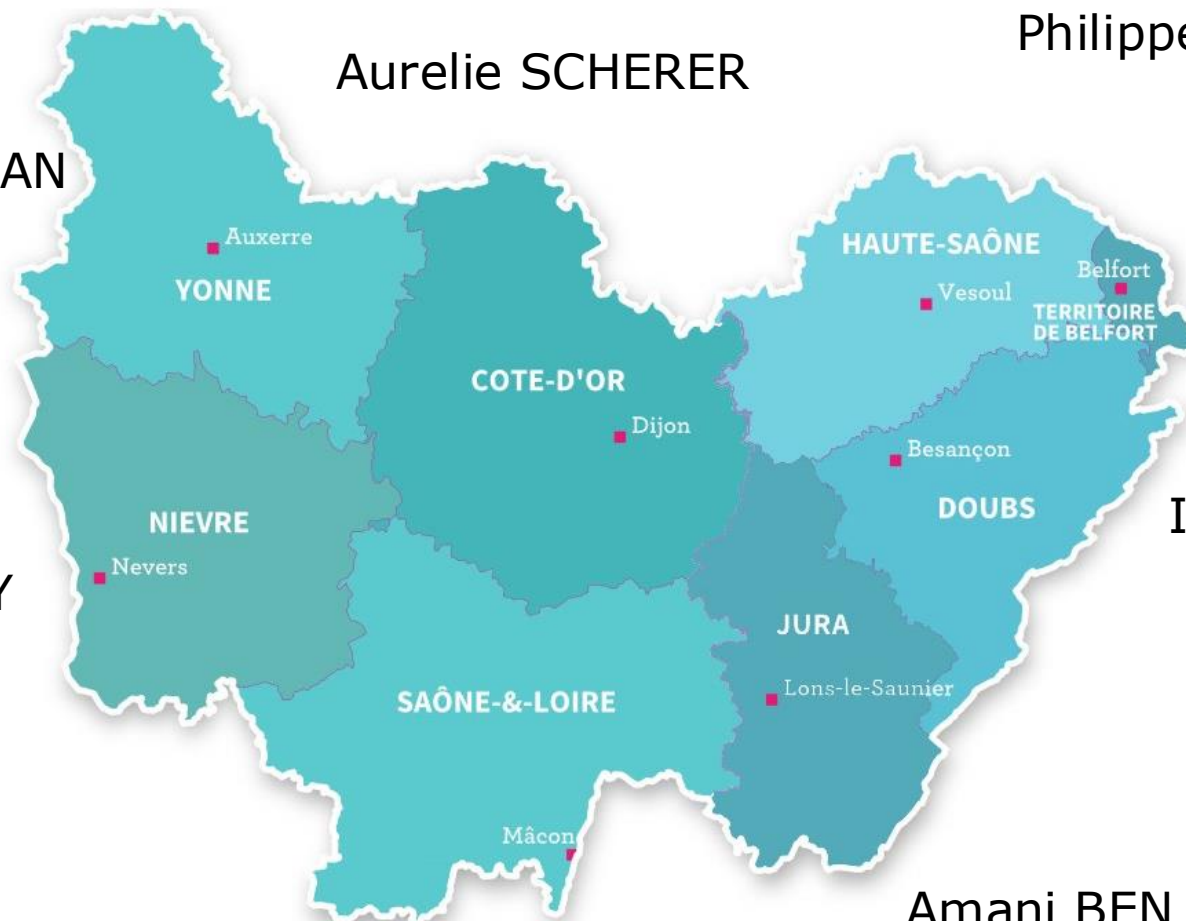 Philippe
Aurelie SCHERER
AN
Auxerre
YONNE
HAUTE-SAÔNE
Belfort
Vesoul
TERRITOIRE
DE BELFORT
COTE-D'OR
Dijon
Besançon
DOUBS
NIEVRE
Nevers
Y
JURA
Lons-le-Saunier
SAÔNE-&-LOIRE
Mâcon
Amani BEN